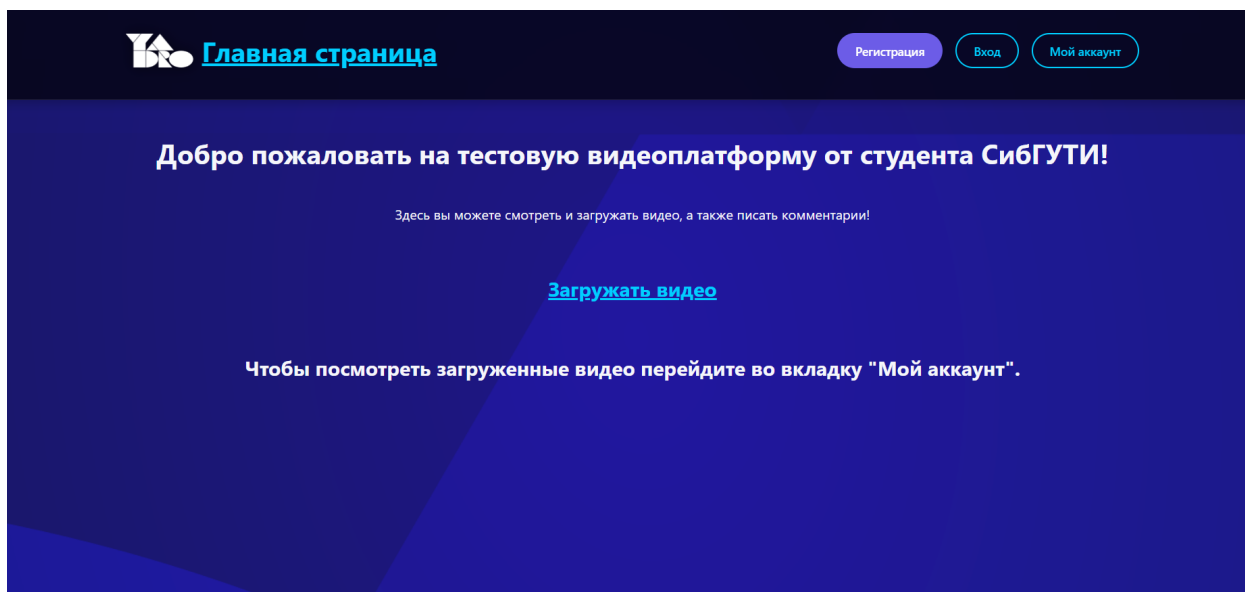 Главная страница
Регистрация
Вход
Мой аккаунт
Добро пожаловать на тестовую видеоплатформу от студента СибГУТИ!
Здесь вы можете смотреть и загружать видео, а также писать комментарии!
Загружать видео
Чтобы посмотреть загруженные видео перейдите во вкладку "Мой аккаунт".